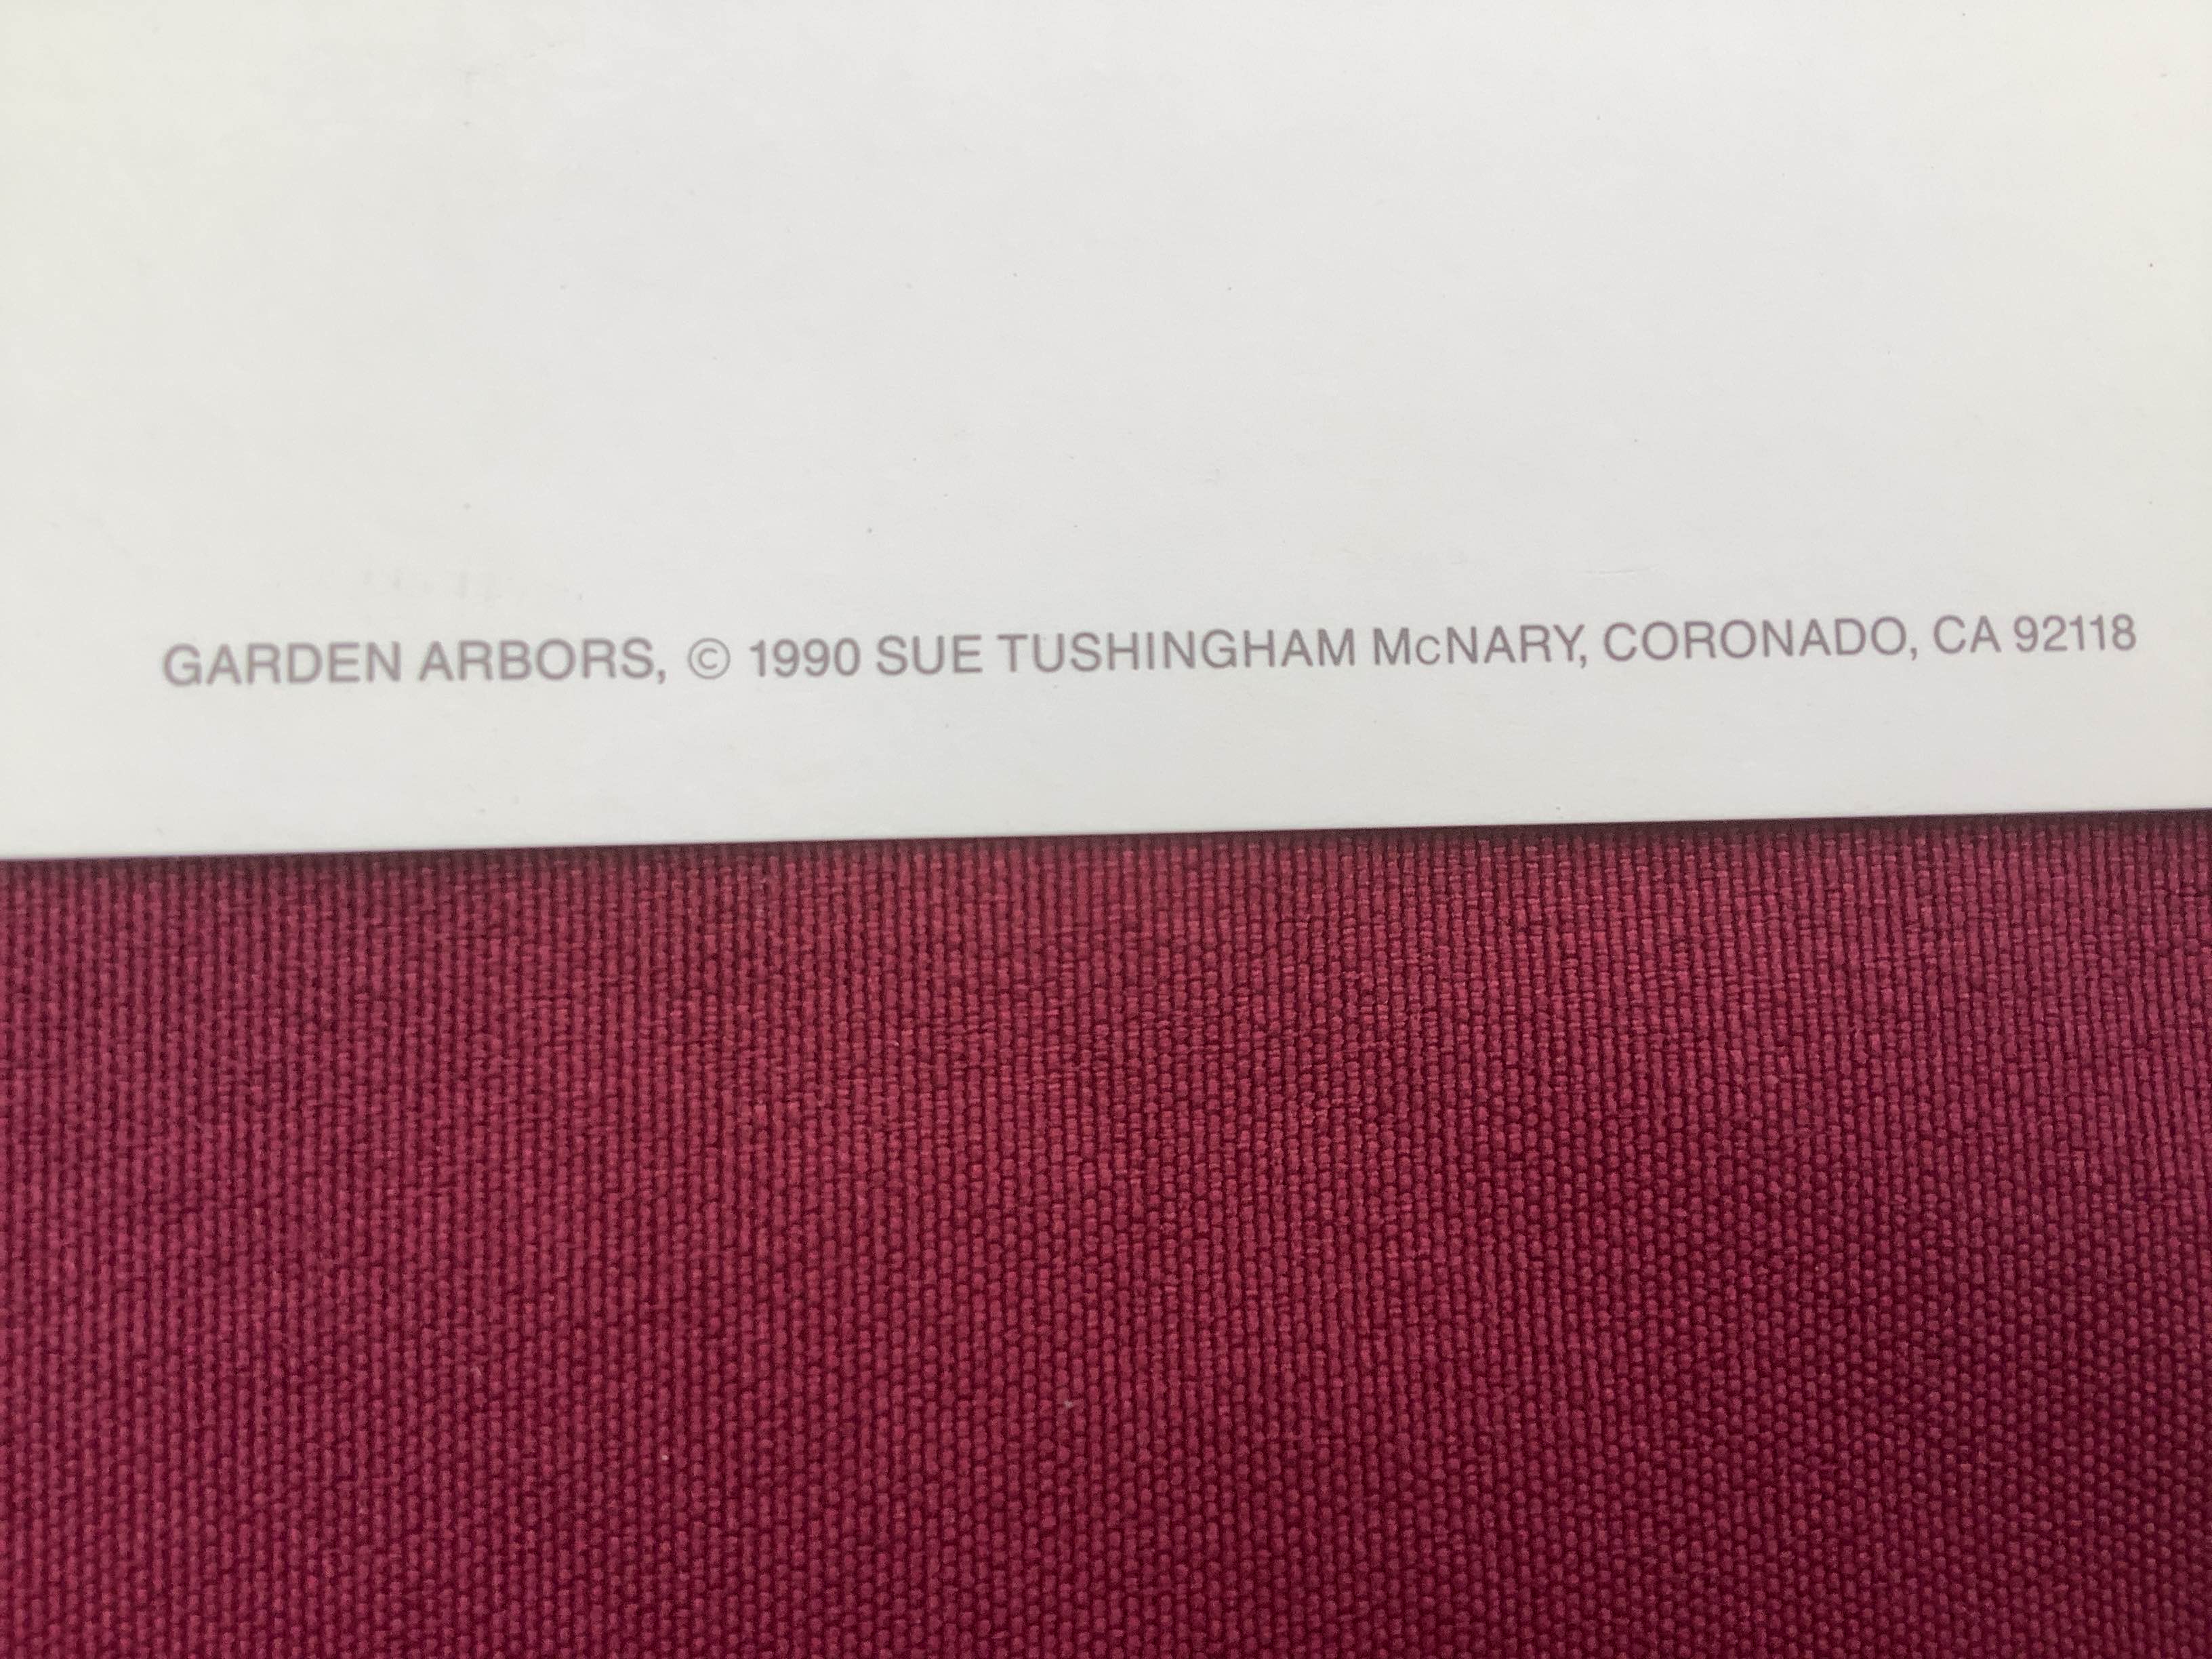 GARDEN ARBORS, © 1990 SUE TUSHINGHAM McNARY, CORONADO, CA 92118